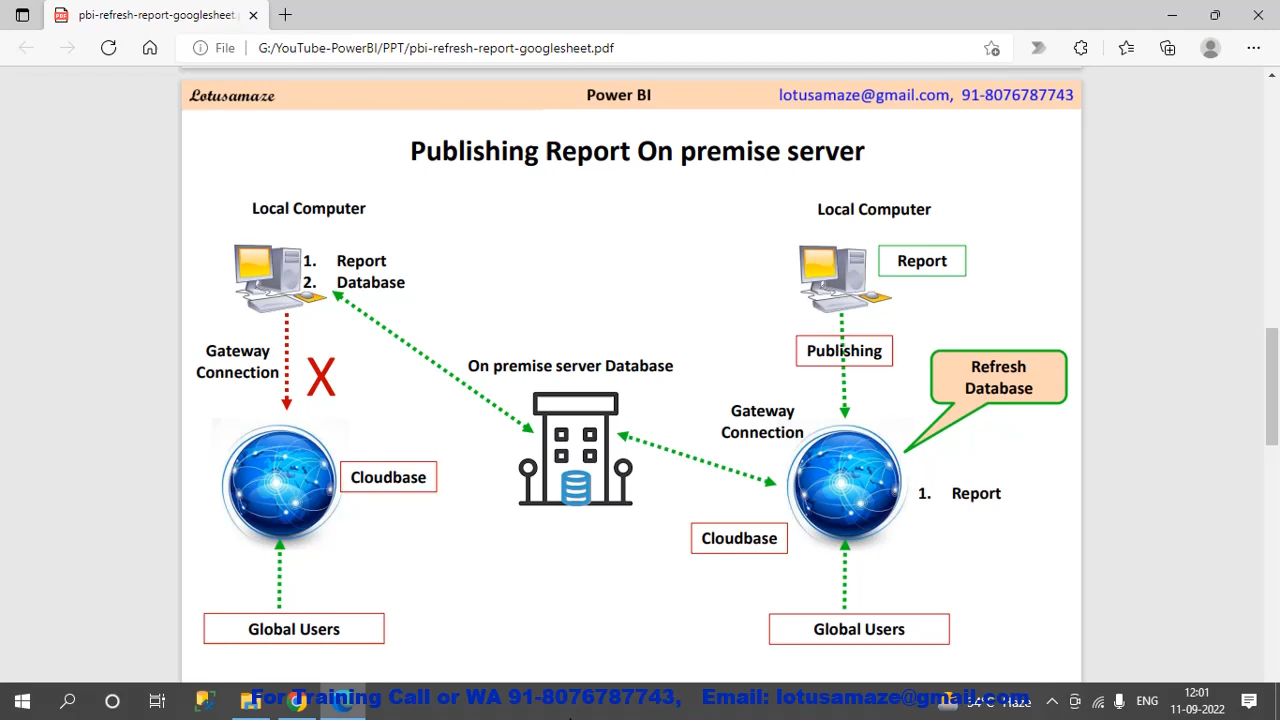 pbi-refresh-report-googlesheet.p
File
G:/YouTube-PowerBI/PPT/pbi-refresh-report-googlesheet.pdf
Lotusamaze
Power BI
lotusamaze@gmail.com, 91-8076787743
Publishing Report On premise server
Local Computer
Local Computer
1. Report
2. Database
Report
Gateway
Connection
X
Publishing
Refresh
Database
On premise server Database
Gateway
Connection
Cloudbase
1. Report
Cloudbase
Global Users
Global Users
For Training Call or WA 91-8076787743, Email: lotusamaze@gmail.com
34°C Haze
ENG
12:01
11-09-2022